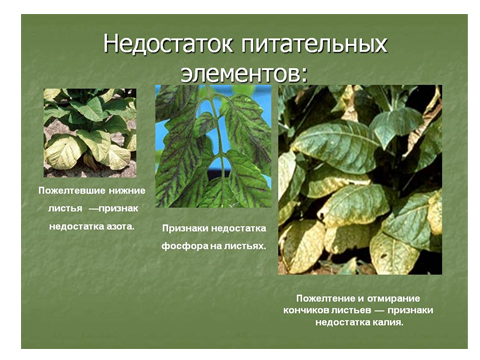 Недостаток питательных
элементов:
Пожелтевшие нижние
листья —признак
недостатка азота.
Признаки недостатка
фосфора на листьях.
Пожелтение и отмирание
кончиков листьев — признаки
недостатка калия.